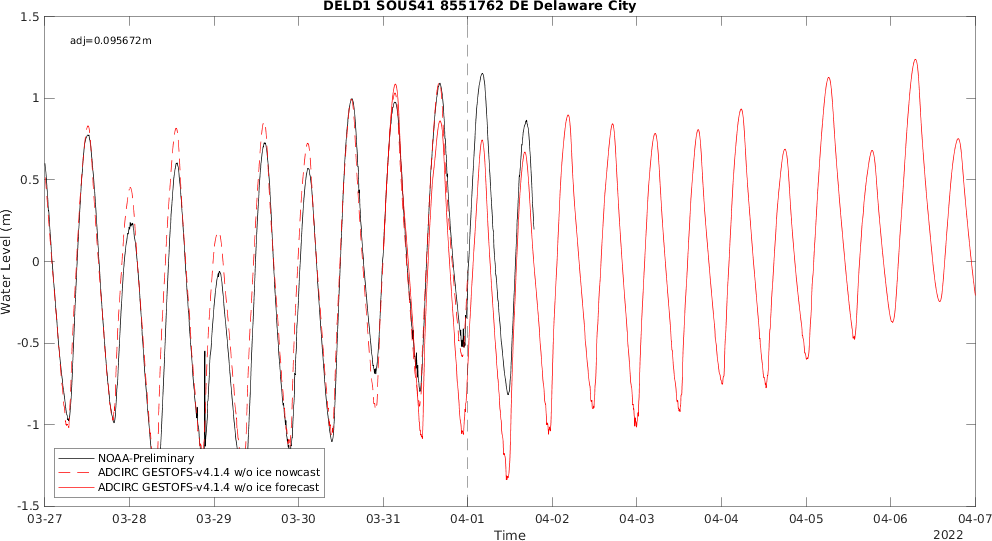 DELD1 SOUS41 8551762 DE Delaware City
adj=0.095672m
Water Level (m)
1.5
1
0.5
0
-0.5
-1
-1.5
NOAA-Preliminary
ADCIRC GESTOFS-v4.1.4 w/o ice nowcast
ADCIRC GESTOFS-v4.1.4 w/o ice forecast
03-27 03-28 03-29 03-30 03-31 04-01 04-02 04-03 04-04 04-05 04-06 04-07
Time
2022